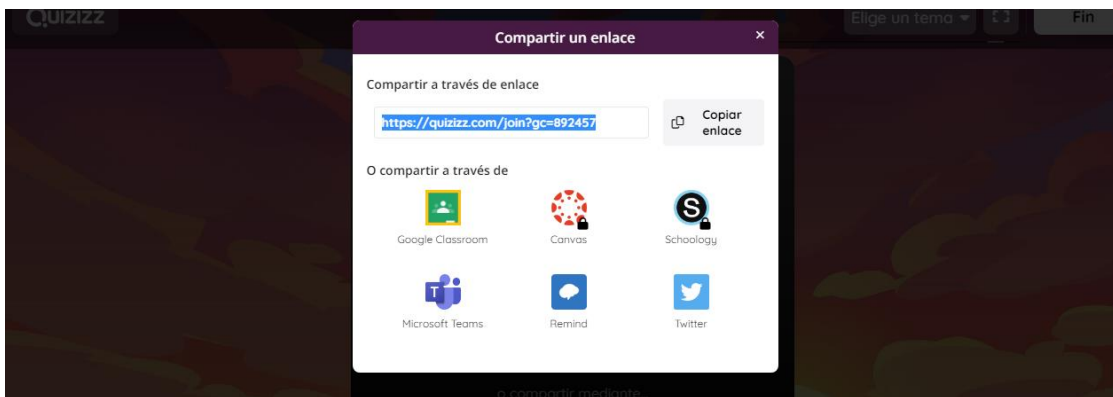 Quizizz
Elige un tema
Fin
Compartir un enlace
Compartir a través de enlace
https://quizizz.com/join?gc=892457
Copiar
enlace
O compartir a través de
Google Classroom
Canvas
Schoology
Microsoft Teams
Remind
Twitter
o compartir mediante